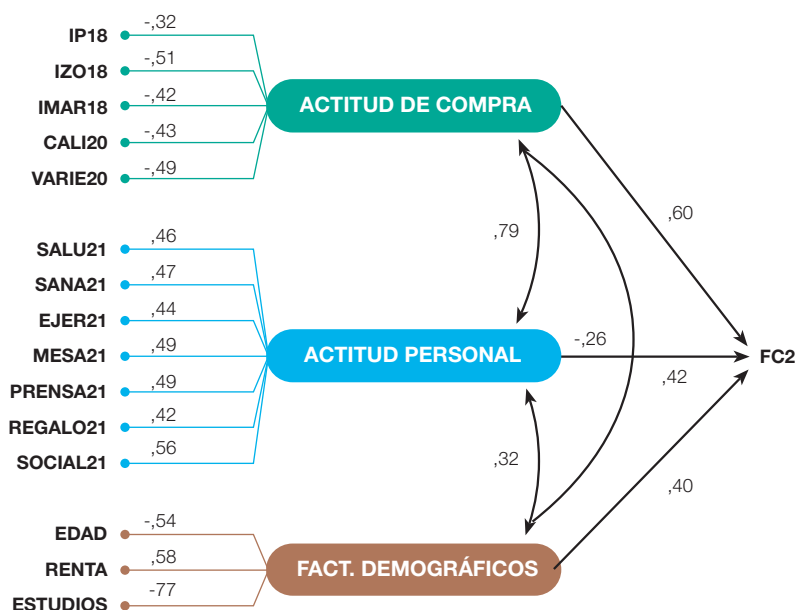 IP18 -,32
IZO18 -,51
IMAR18 -,42
CALI20 -,43
VARIE20 -,49
ACTITUD DE COMPRA
SALU21 ,46
SANA21 ,47
EJER21 ,44
MESA21 ,49
PRENSA21 ,49
REGALO21 ,42
SOCIAL21 ,56
ACTITUD PERSONAL
EDAD -,54
RENTA ,58
ESTUDIOS -77
FACT. DEMOGRÁFICOS
,79
,32
-,26
,60
,42
,40
FC2